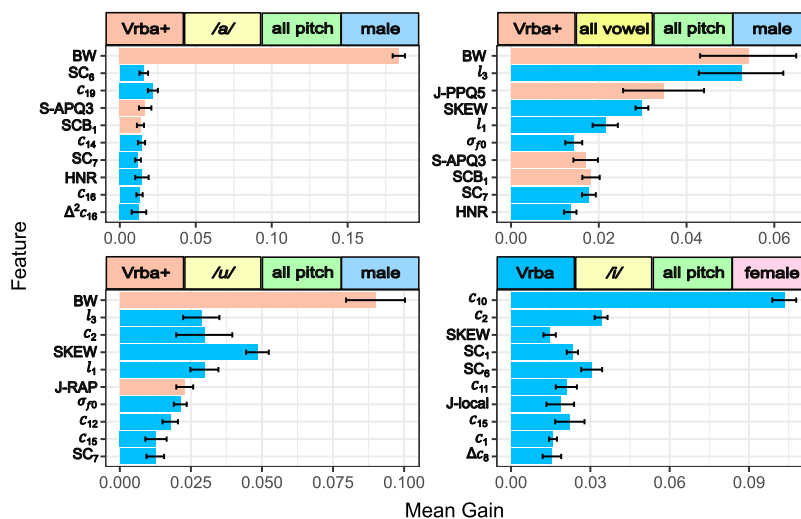 Vrba+ /a/ all pitch male
BW
SC₈
c₁₉
S-APQ3
SCB₁
c₁₄
SC₇
HNR
c₁₆
Δ²c₁₆
0.00 0.05 0.10 0.15
Vrba+ all vowel all pitch male
BW
l₃
J-PPQ5
SKEW
l₁
σf0
S-APQ3
SCB₁
SC₇
HNR
0.00 0.02 0.04 0.06
Feature
Vrba+ /u/ all pitch male
BW
l₃
c₂
SKEW
l₁
J-RAP
σf0
c₁₂
c₁₅
SC₇
0.000 0.025 0.050 0.075 0.100
Vrba /i/ all pitch female
c₁₀
c₂
SKEW
SC₁
SC₆
c₁₁
J-local
c₁₅
c₁
Δc₈
0.00 0.03 0.06 0.09
Mean Gain